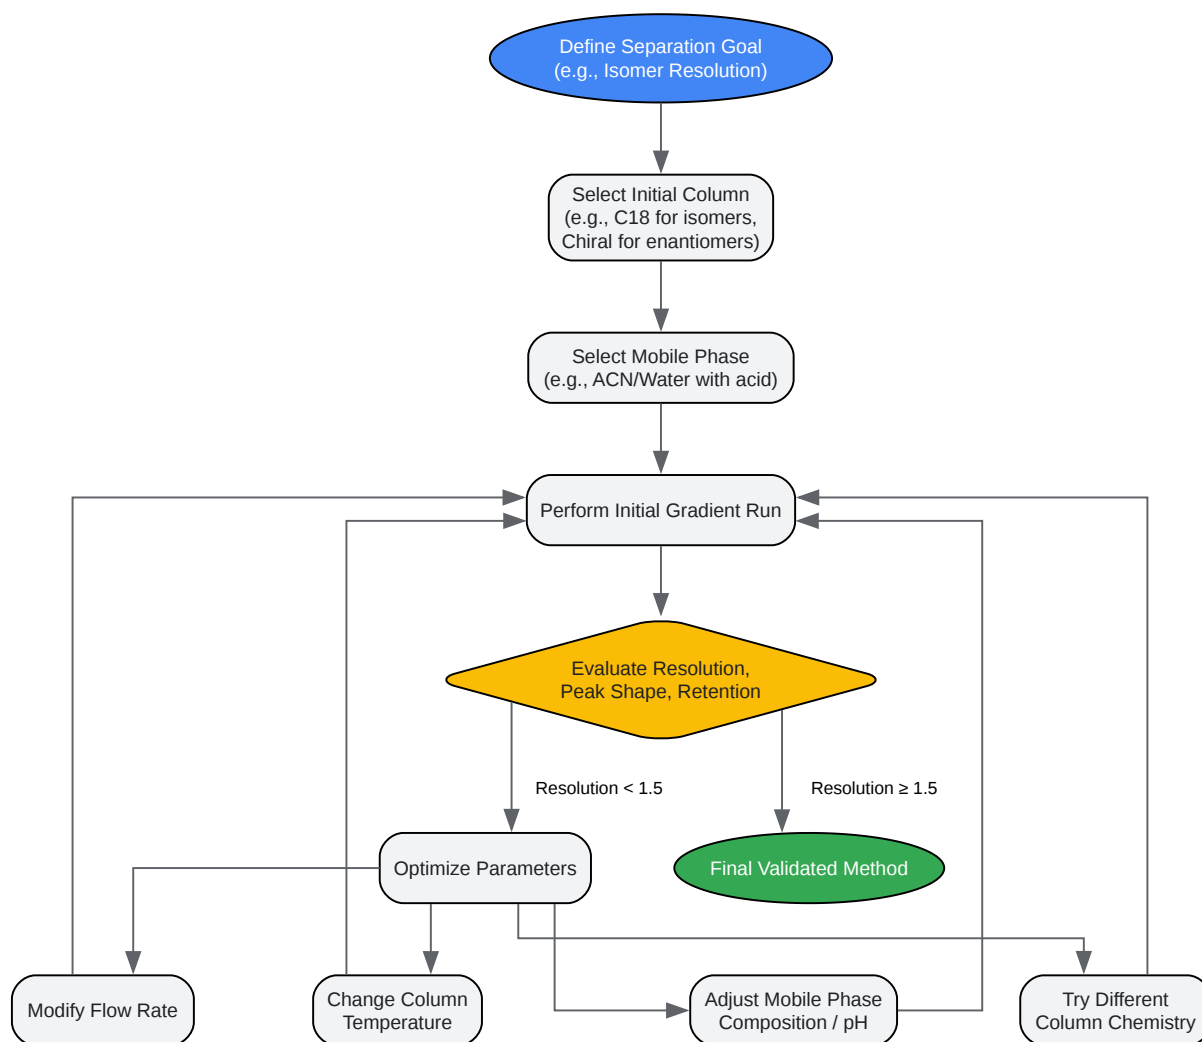 Define Separation Goal
(e.g., Isomer Resolution)
Select Initial Column
(e.g., C18 for isomers,
Chiral for enantiomers)
Select Mobile Phase
(e.g., ACN/Water with acid)
Perform Initial Gradient Run
Evaluate Resolution,
Peak Shape, Retention
Resolution < 1.5
Resolution ≥ 1.5
Optimize Parameters
Final Validated Method
Modify Flow Rate
Change Column
Temperature
Adjust Mobile Phase
Composition / pH
Try Different
Column Chemistry